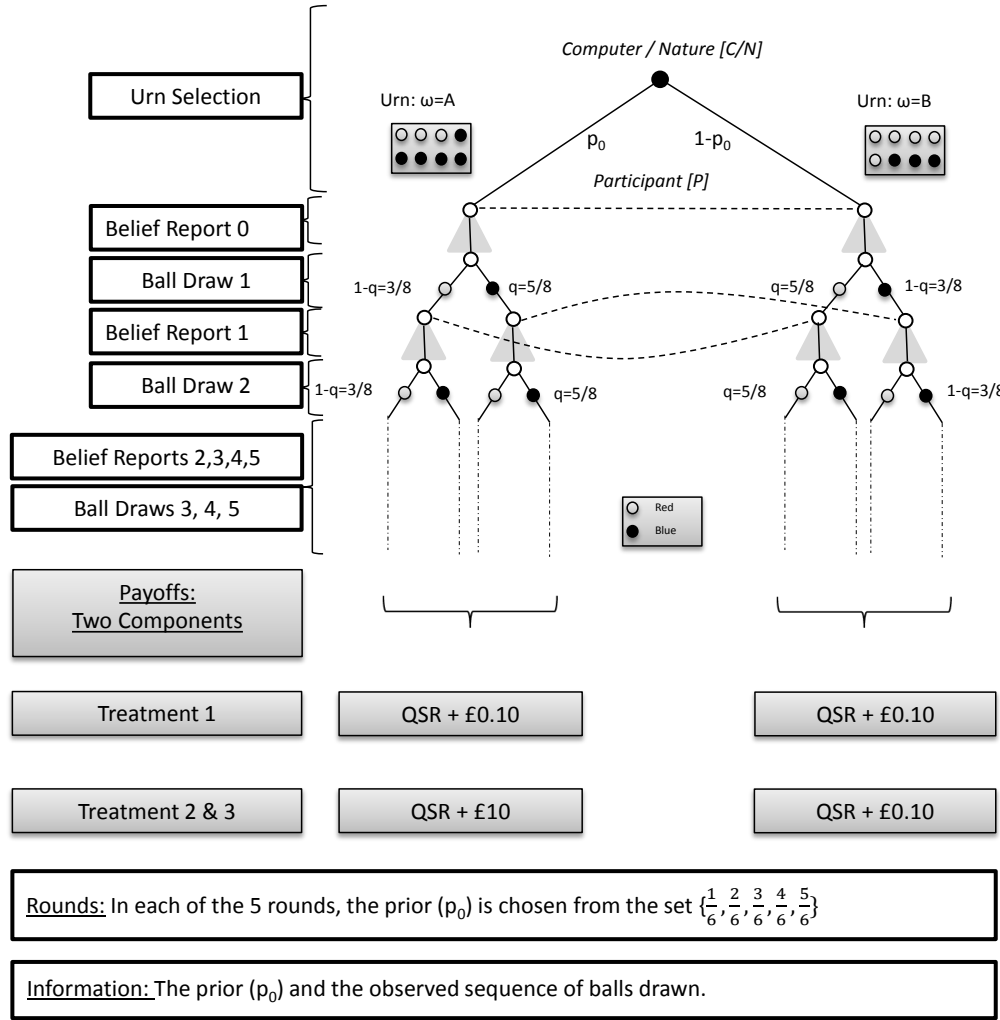 Computer / Nature [C/N]
Urn Selection
Urn: ω=A
Urn: ω=B
p0
1-p0
Participant [P]
Belief Report 0
Ball Draw 1
1-q=3/8
q=5/8
q=5/8
1-q=3/8
Belief Report 1
Ball Draw 2
1-q=3/8
q=5/8
q=5/8
1-q=3/8
Belief Reports 2,3,4,5
Ball Draws 3, 4, 5
Red
Blue
Payoffs:
Two Components
Treatment 1
QSR + £0.10
QSR + £0.10
Treatment 2 & 3
QSR + £10
QSR + £0.10
Rounds: In each of the 5 rounds, the prior (p0) is chosen from the set {1/6, 2/6, 3/6, 4/6, 5/6}
Information: The prior (p0) and the observed sequence of balls drawn.